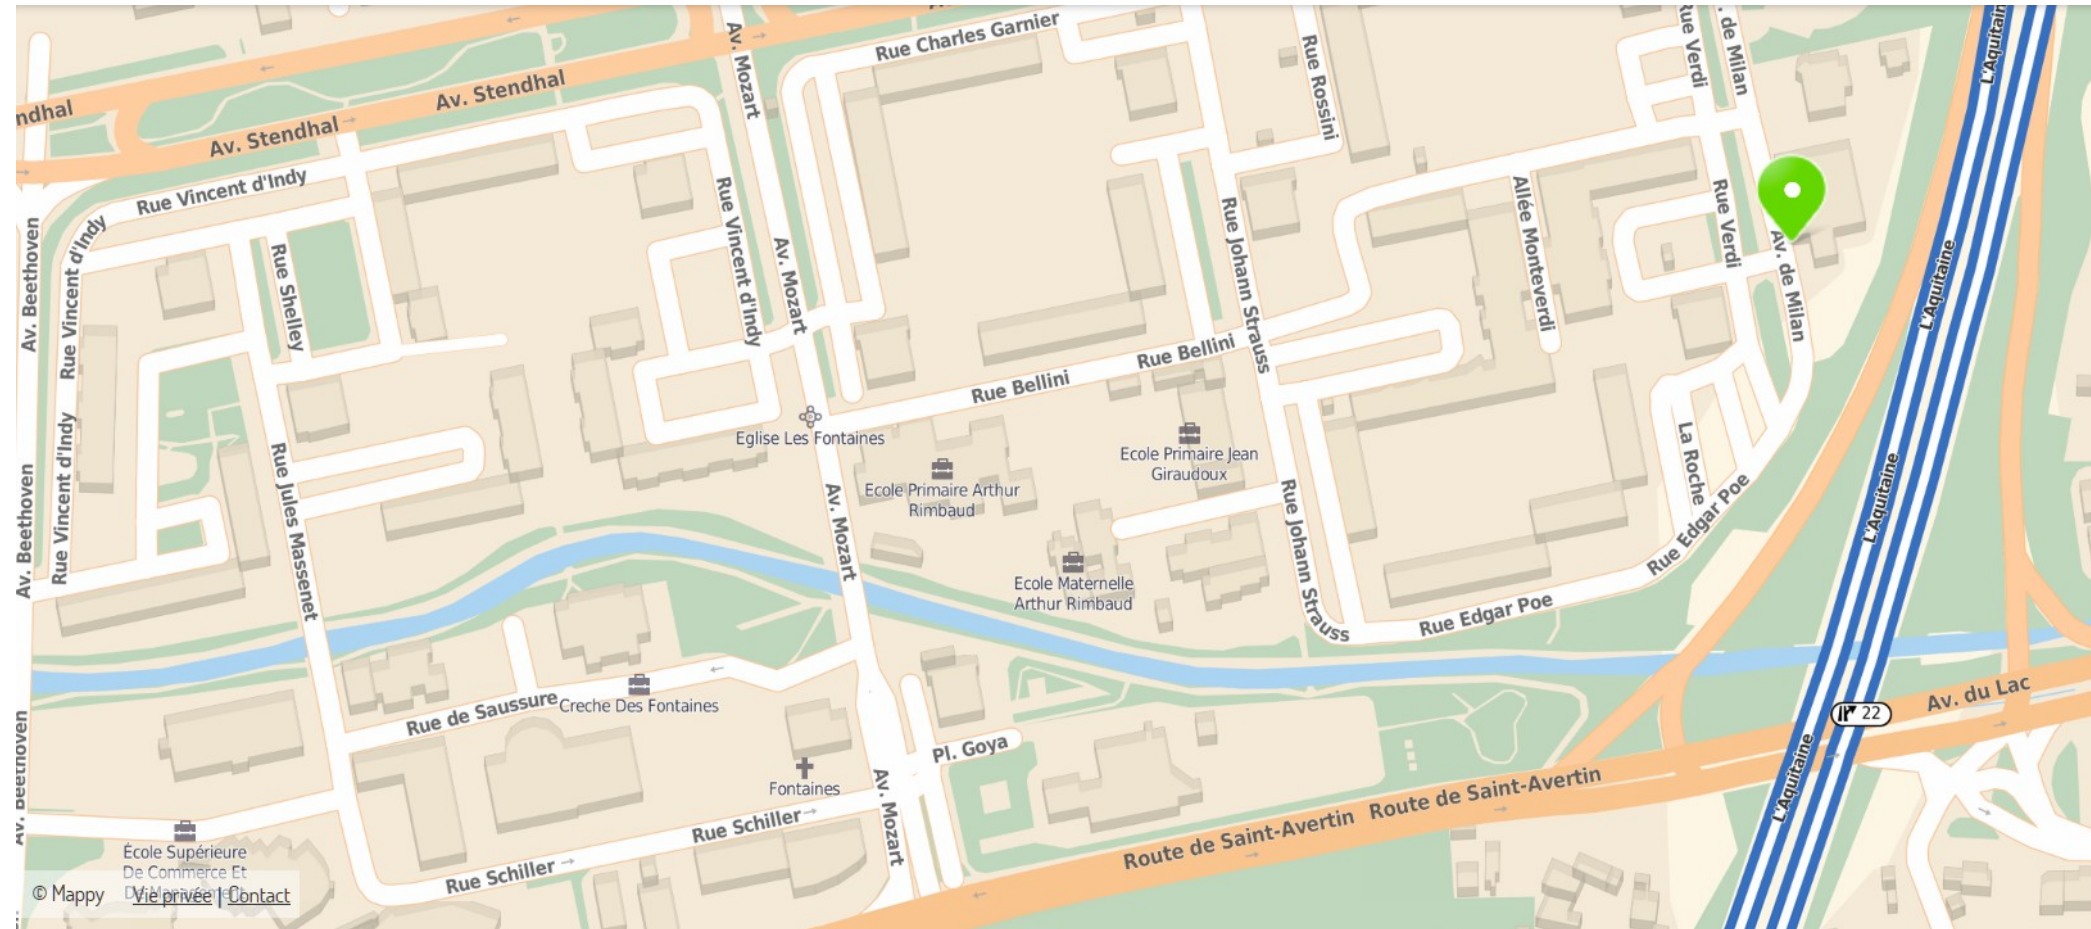 Av. Mozart
Rue Charles Garnier
Rue Rossini
Rue Verdi
. de Milan
L'Aquitaine
ndhal
Av. Stendhal
Av. Stendhal
Rue Vincent d'Indy
Rue Vincent d'Indy
Av. Beethoven
Rue Shelley
Rue Vincent d'Indy
Av. Mozart
Rue Johann Strauss
Allée Monteverdi
Rue Verdi
Av. de Milan
L'Aquitaine
Rue Bellini
Rue Bellini
Eglise Les Fontaines
Rue Vincent d'Indy
Av. Beethoven
Rue Jules Massenet
Ecole Primaire Arthur
Rimbaud
Ecole Primaire Jean
Giraudoux
La Roche
L'Aquitaine
Av. Mozart
Rue Johann Strauss
Rue Edgar Poe
Ecole Maternelle
Arthur Rimbaud
Rue Edgar Poe
Rue de Saussure
Creche Des Fontaines
Av. du Lac
22
Av. Beethoven
Pl. Goya
Fontaines
Av. Mozart
L'Aquitaine
Route de Saint-Avertin
Route de Saint-Avertin
Rue Schiller
Rue Schiller
École Supérieure
De Commerce Et
De Management
© Mappy
Vie privée | Contact